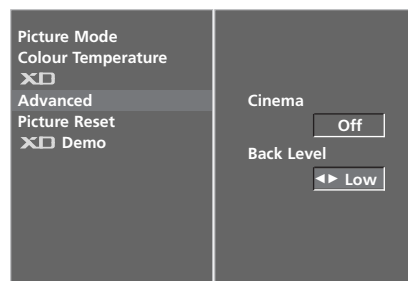 Picture Mode
Colour Temperature
XD
Advanced
Picture Reset
XD Demo
Cinema
Off
Back Level
◄► Low